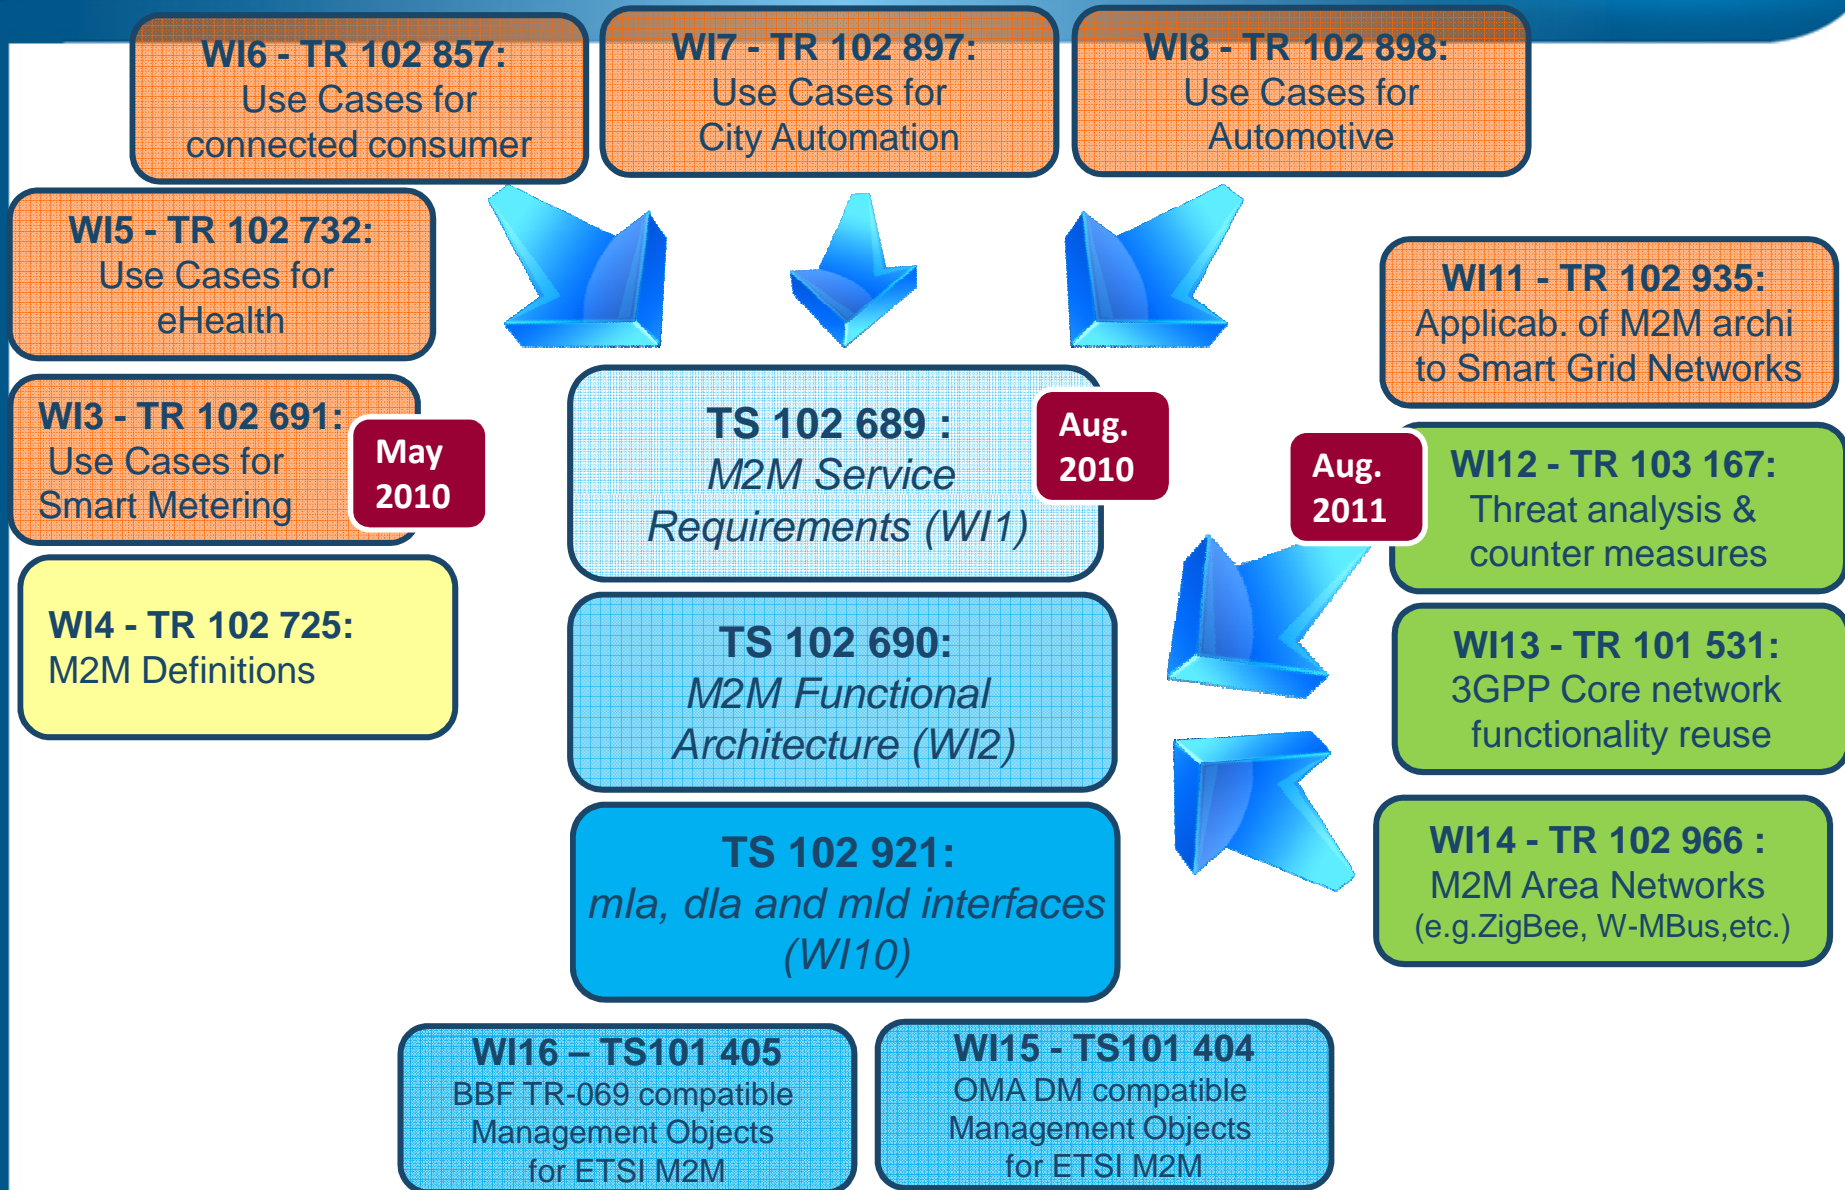 WI6 - TR 102 857:
Use Cases for
connected consumer
WI7 - TR 102 897:
Use Cases for
City Automation
WI8 - TR 102 898:
Use Cases for
Automotive
WI5 - TR 102 732:
Use Cases for
eHealth
WI11 - TR 102 935:
Applicab. of M2M archi
to Smart Grid Networks
WI3 - TR 102 691:
Use Cases for
Smart Metering
May
2010
TS 102 689 :
M2M Service
Requirements (WI1)
Aug.
2010
Aug.
2011
WI12 - TR 103 167:
Threat analysis &
counter measures
WI4 - TR 102 725:
M2M Definitions
TS 102 690:
M2M Functional
Architecture (WI2)
WI13 - TR 101 531:
3GPP Core network
functionality reuse
TS 102 921:
mIa, dIa and mId interfaces
(WI10)
WI14 - TR 102 966 :
M2M Area Networks
(e.g.ZigBee, W-MBus,etc.)
WI16 – TS101 405
BBF TR-069 compatible
Management Objects
for ETSI M2M
WI15 - TS101 404
OMA DM compatible
Management Objects
for ETSI M2M